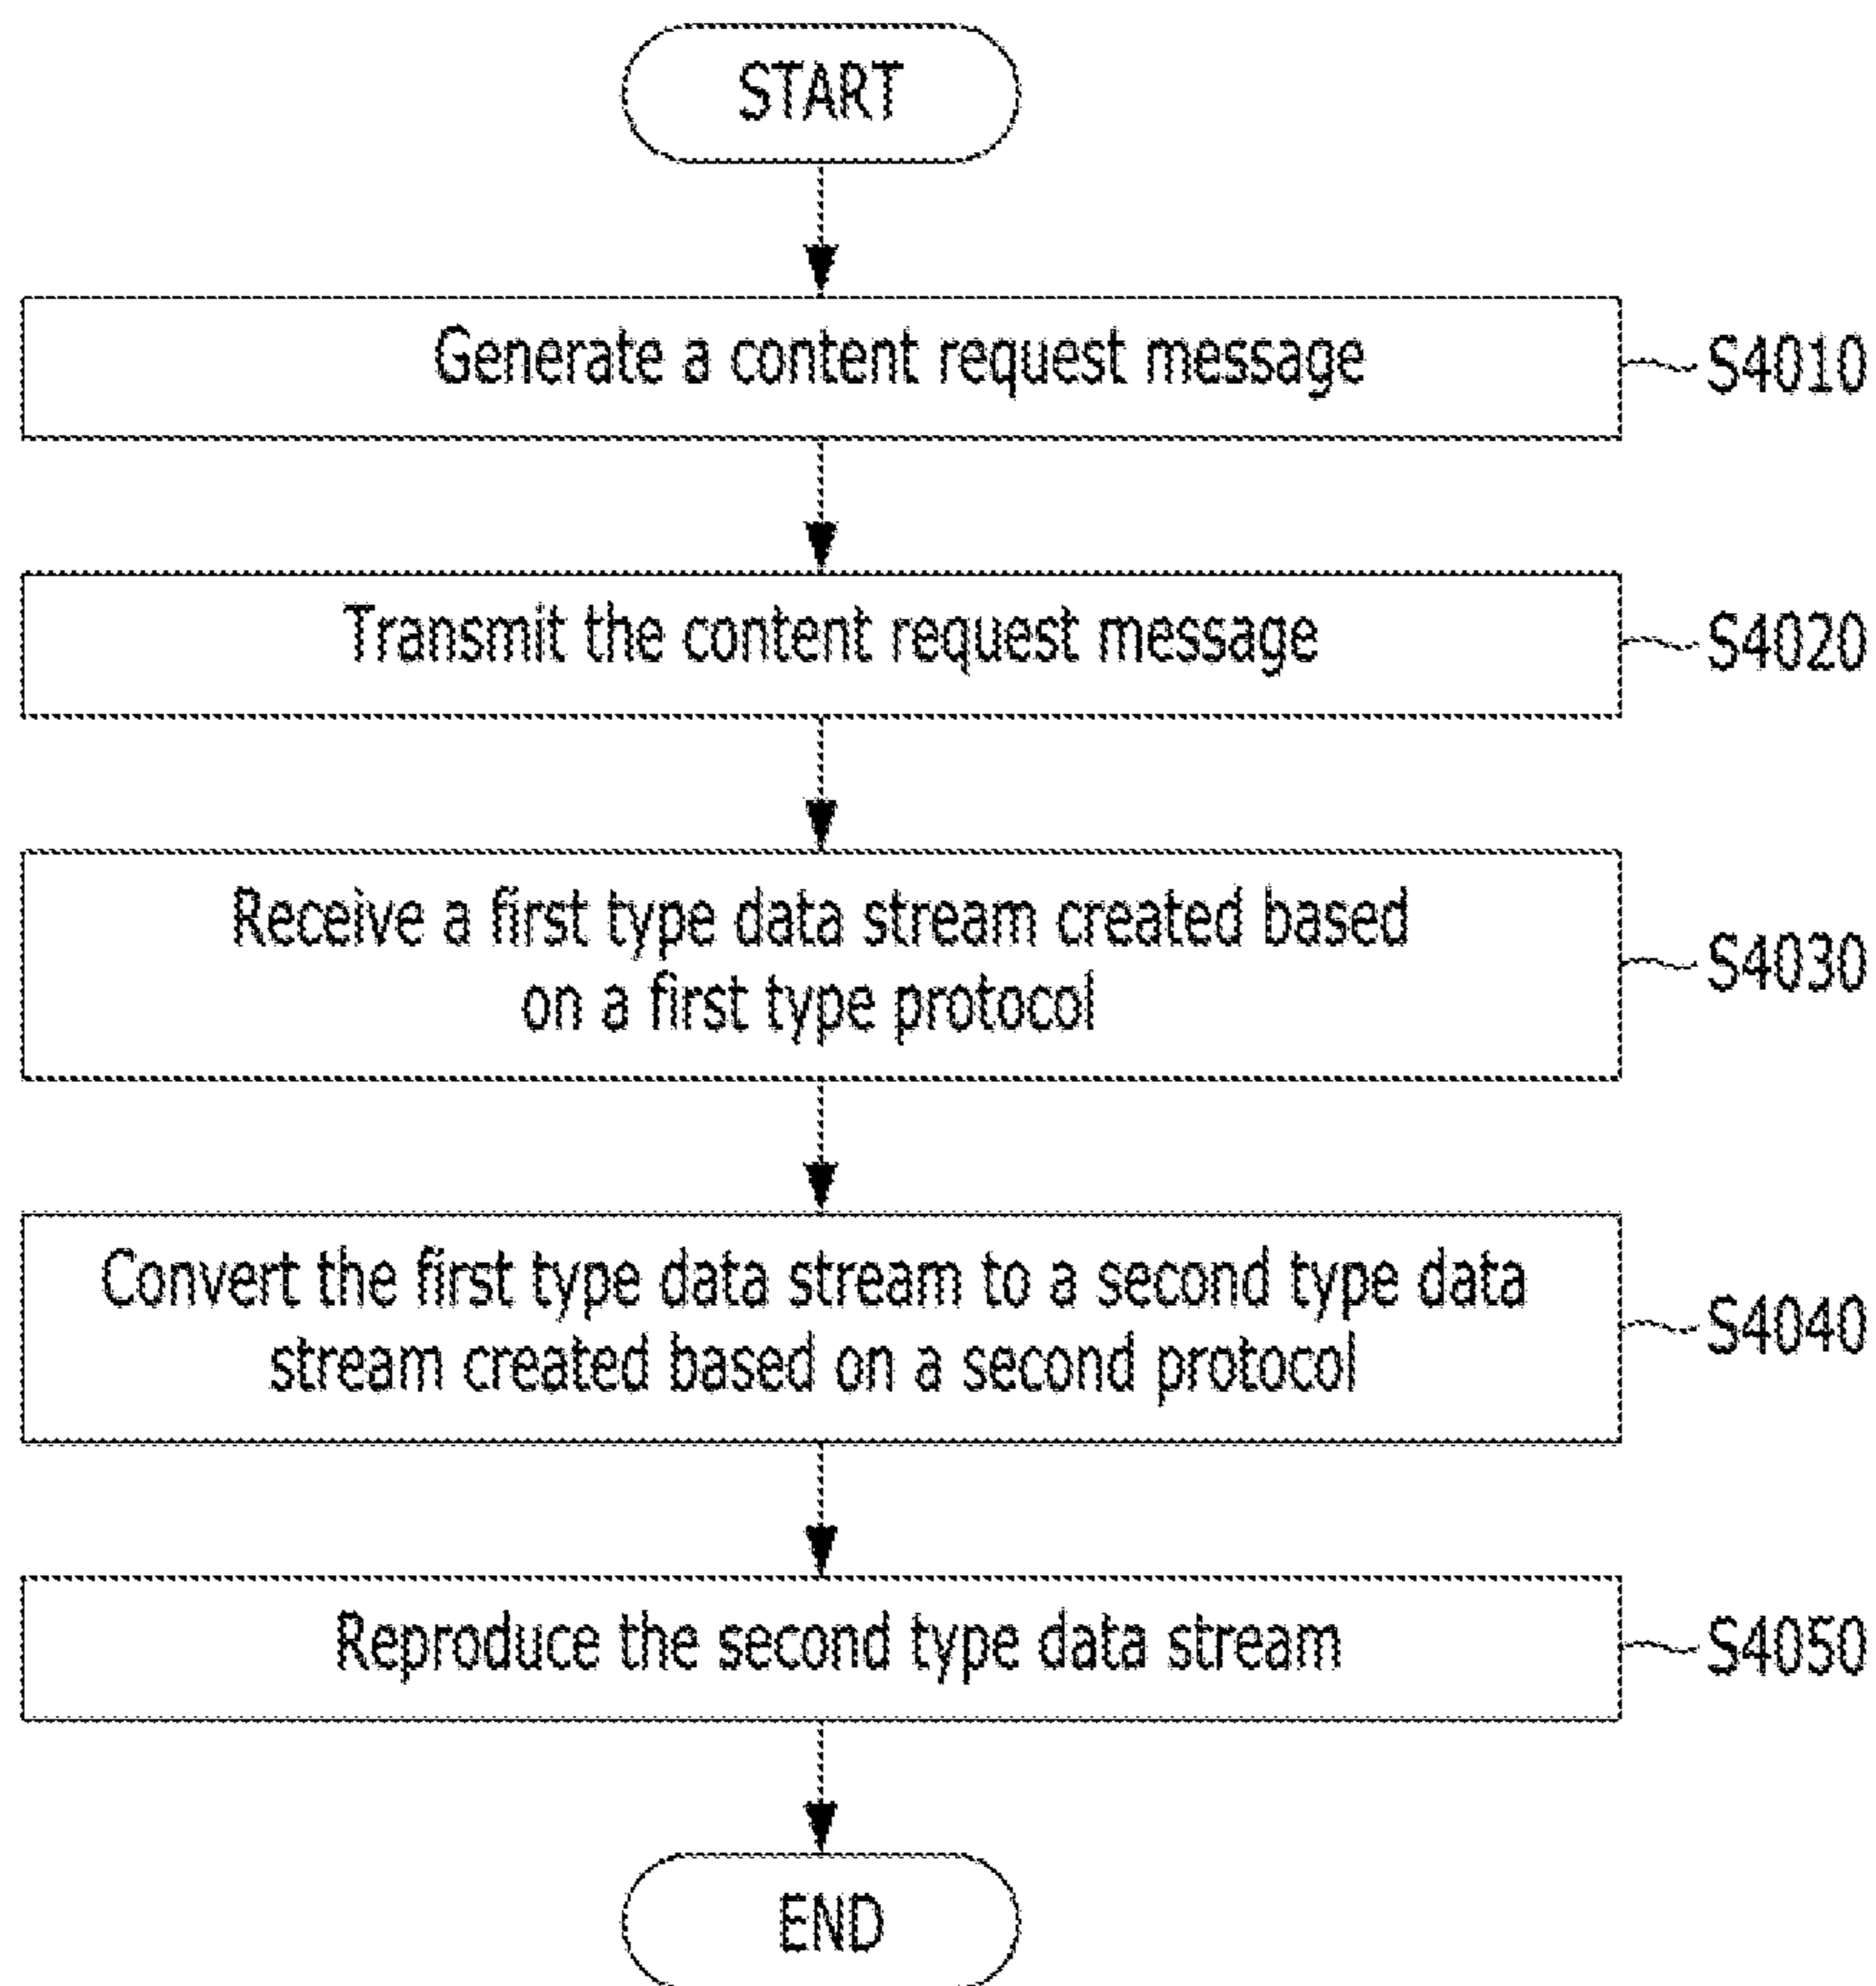 START
Generate a content request message
S4010
Transmit the content request message
S4020
Receive a first type data stream created based
on a first type protocol
S4030
Convert the first type data stream to a second type data
stream created based on a second protocol
S4040
Reproduce the second type data stream
S4050
END